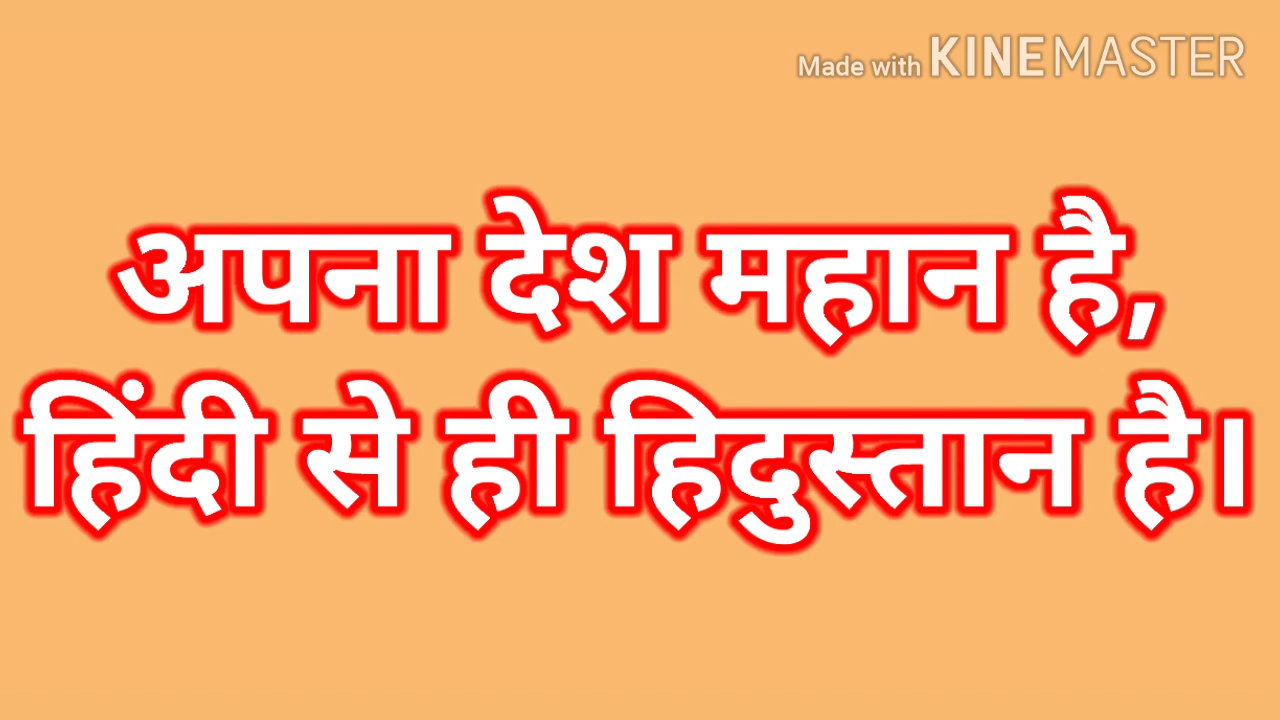 Made with KINEMASTER
अपना देश महान है,
हिंदी से ही हिदुस्तान है।